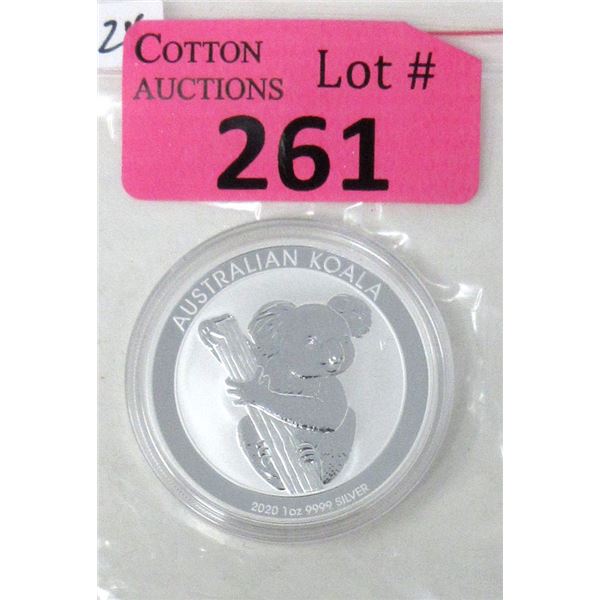 COTTON
AUCTIONS
Lot #
261
AUSTRALIAN KOALA
2020 1oz 9999 SILVER